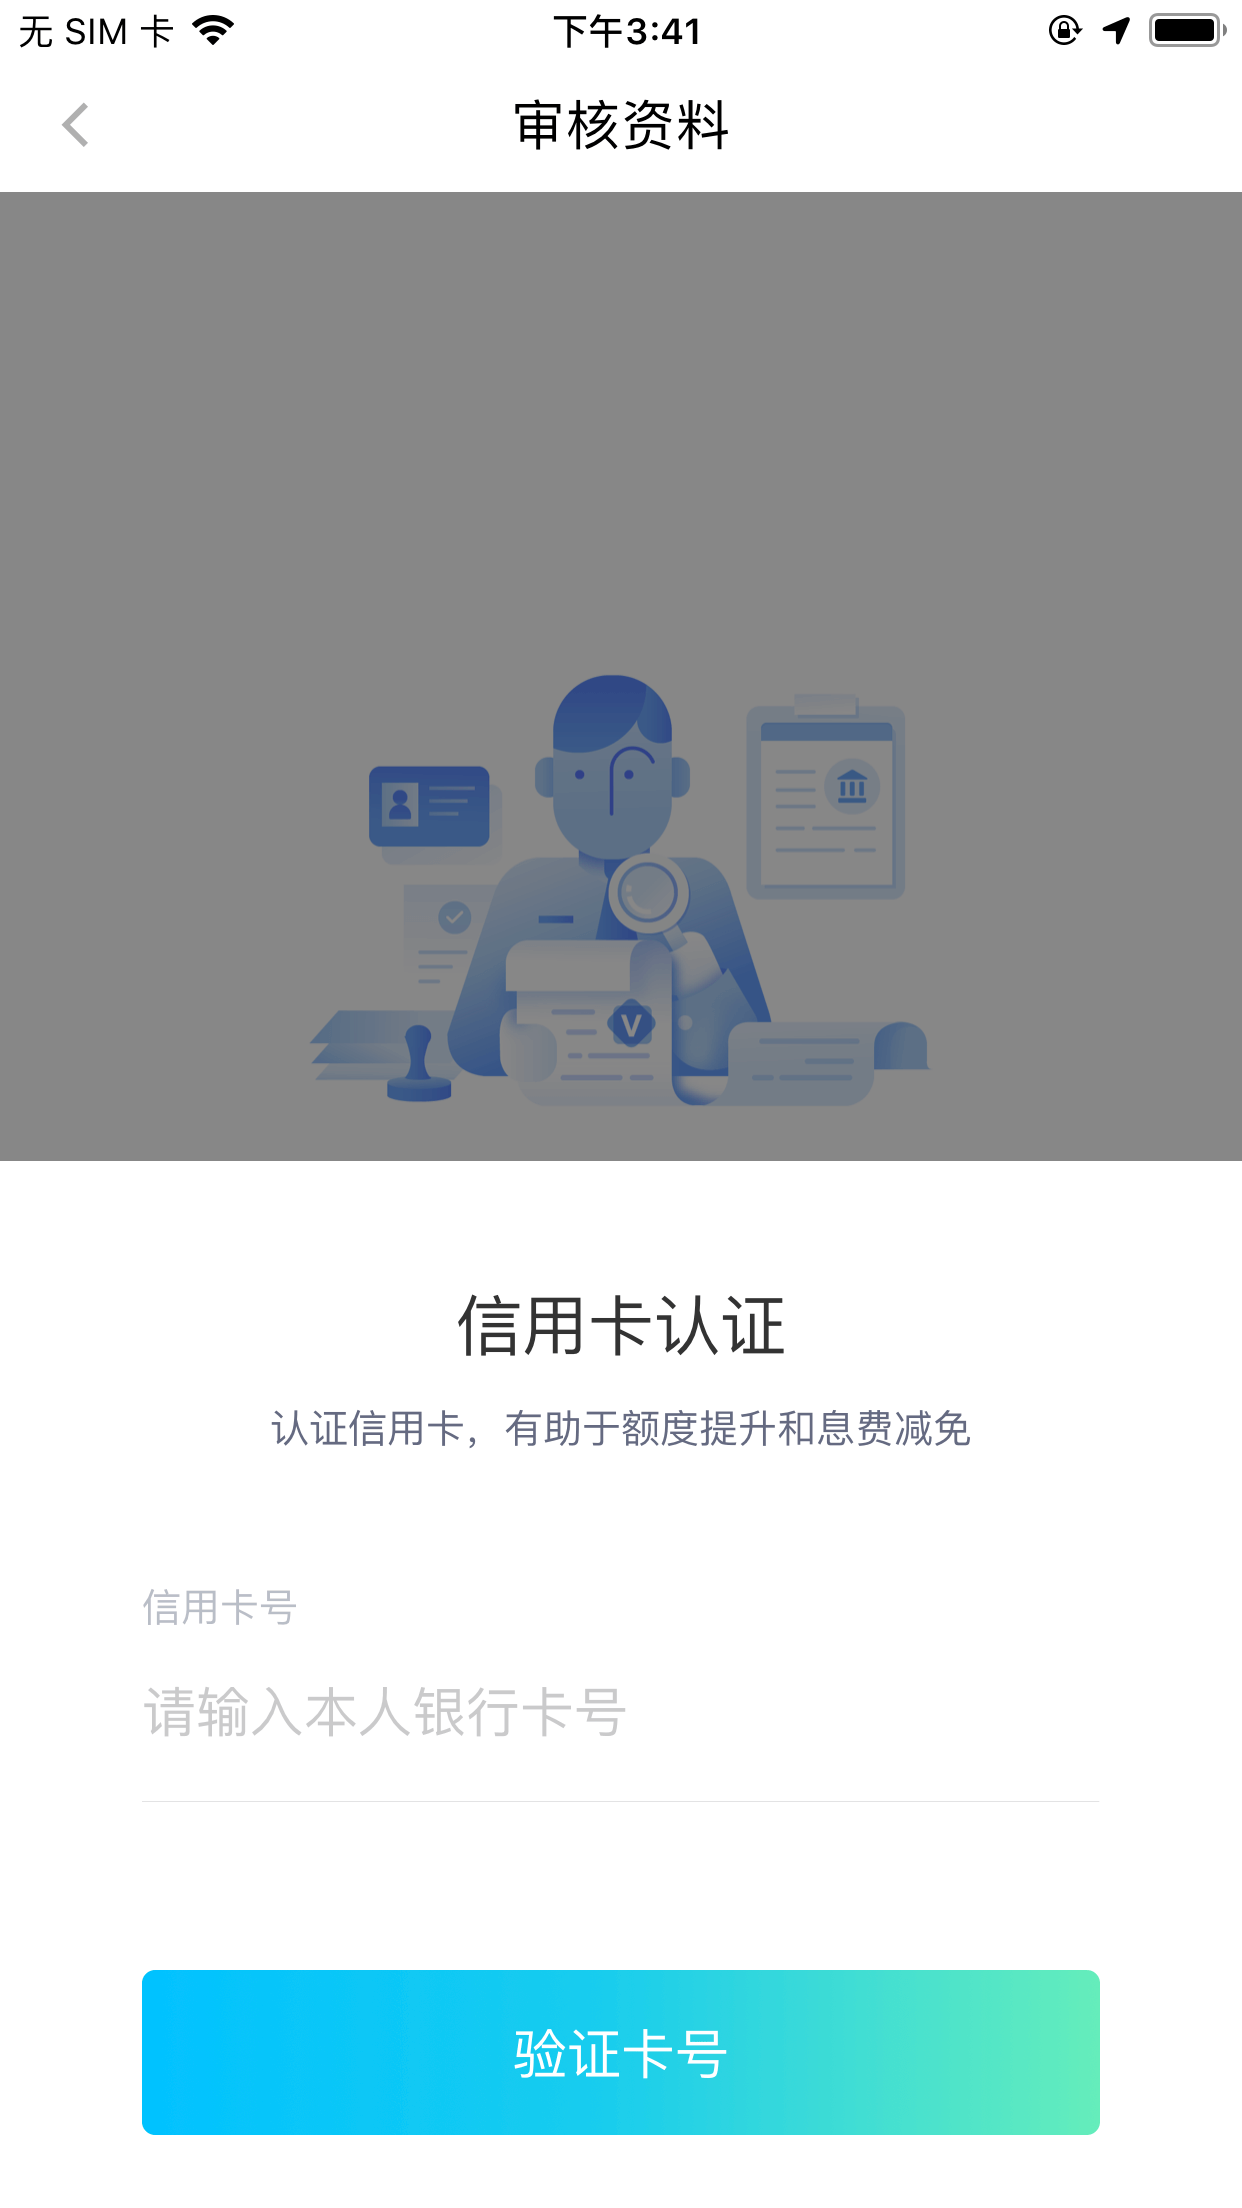 无 SIM 卡
下午3:41
审核资料
V
信用卡认证
认证信用卡，有助于额度提升和息费减免
信用卡号
请输入本人银行卡号
验证卡号